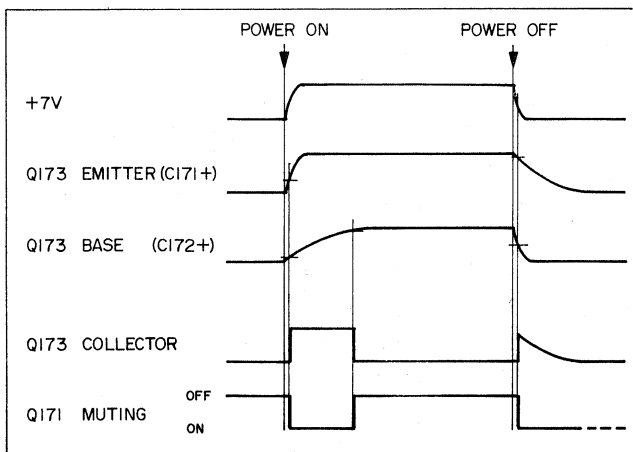 POWER ON POWER OFF
+7V
Q173 EMITTER (C171+)
Q173 BASE (C172+)
Q173 COLLECTOR
OFF
Q171 MUTING
ON